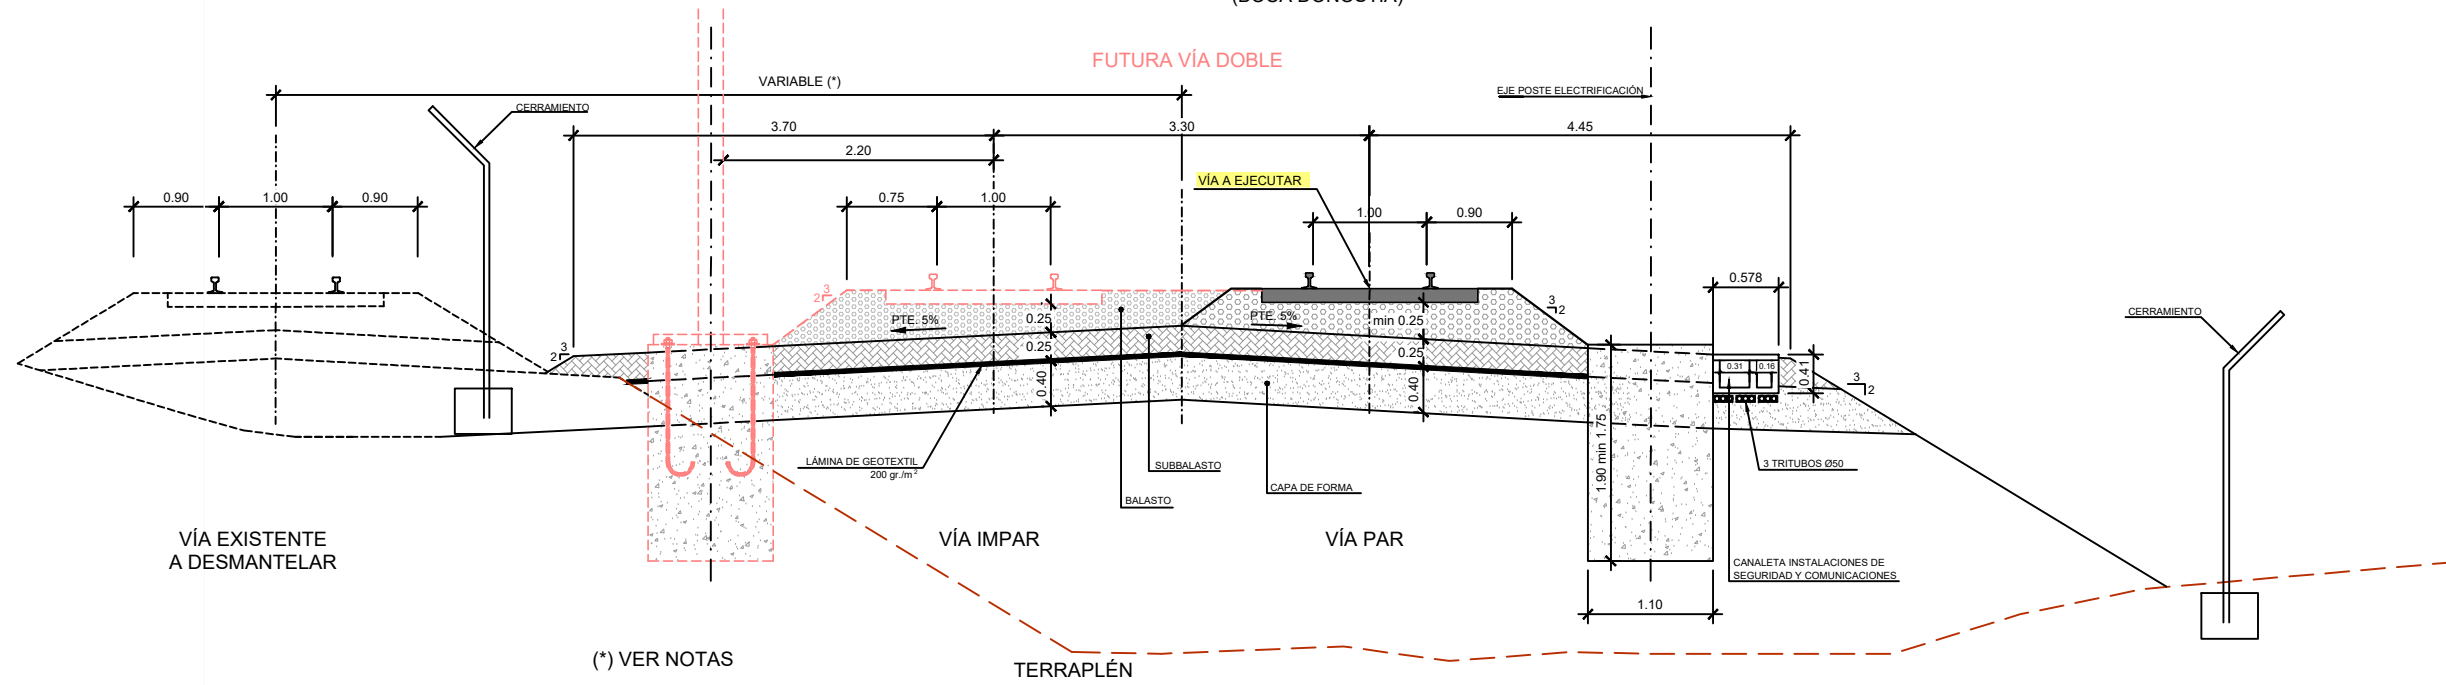 FUTURA VÍA DOBLE
VARIABLE (*)
CERRAMIENTO
EJE POSTE ELECTRIFICACIÓN
3.70
3.30
4.45
2.20
VÍA A EJECUTAR
0.90
1.00
0.90
0.75
1.00
1.00
0.90
0.578
CERRAMIENTO
3
2
3
2
PTE. 5%
0.25
PTE. 5%
min 0.25
3
2
0.25
0.25
0.40
0.40
0.31
0.16
0.41
3
2
1.90 min 1.75
LÁMINA DE GEOTEXTIL
200 gr./m²
SUBBALASTO
BALASTO
CAPA DE FORMA
3 TRITUBOS Ø50
VÍA EXISTENTE
A DESMANTELAR
VÍA IMPAR
VÍA PAR
CANALETA INSTALACIONES DE
SEGURIDAD Y COMUNICACIONES
1.10
(*) VER NOTAS
TERRAPLÉN